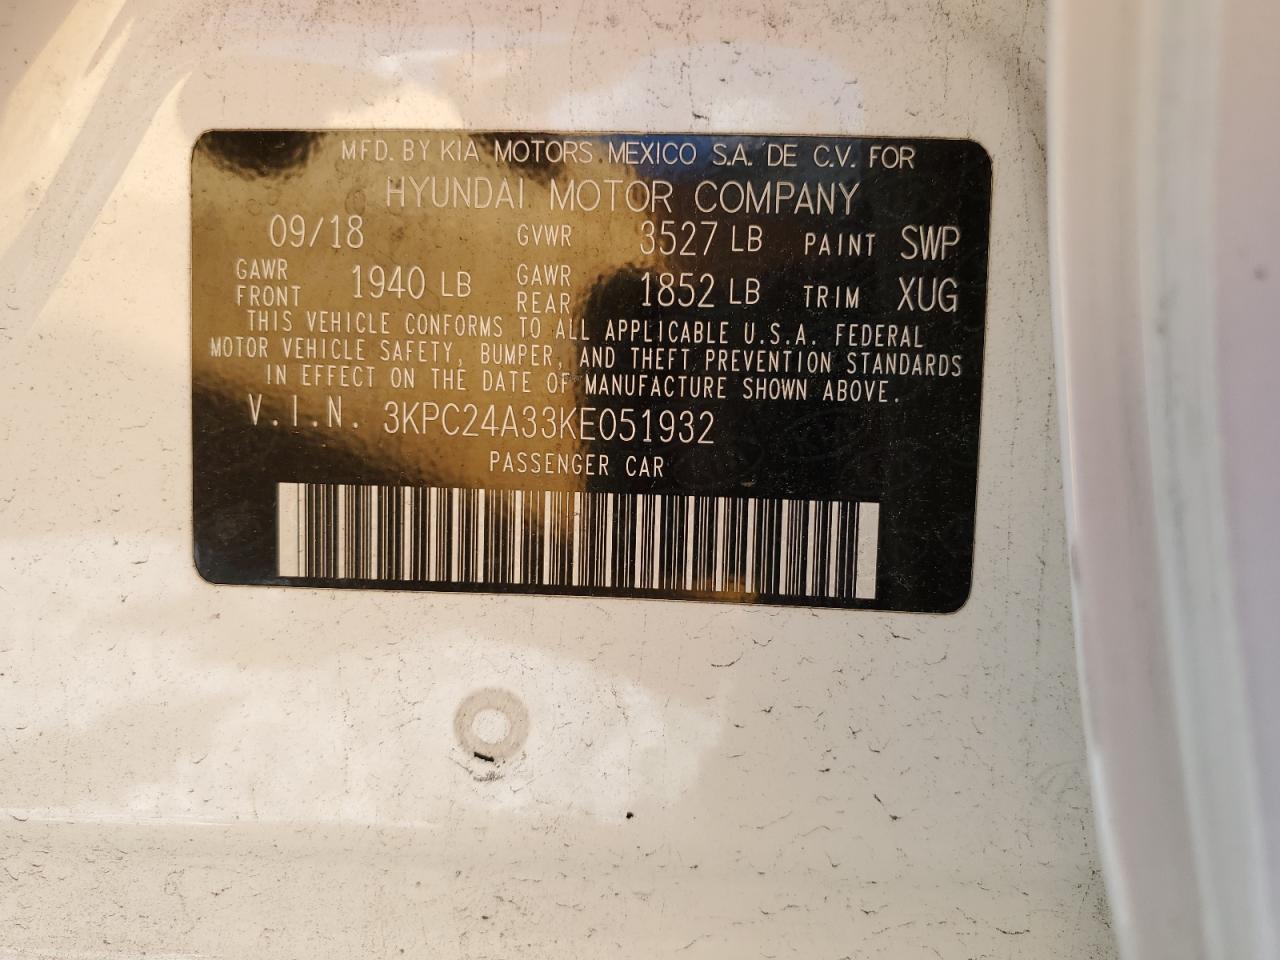 MFD. BY KIA MOTORS MEXICO S.A. DE C.V. FOR
HYUNDAI MOTOR COMPANY
09/18 GVWR 3527 LB PAINT SWP
GAWR FRONT 1940 LB GAWR REAR 1852 LB TRIM XUG
THIS VEHICLE CONFORMS TO ALL APPLICABLE U.S.A. FEDERAL
MOTOR VEHICLE SAFETY, BUMPER, AND THEFT PREVENTION STANDARDS
IN EFFECT ON THE DATE OF MANUFACTURE SHOWN ABOVE.
V.I.N. 3KPC24A33KE051932
PASSENGER CAR